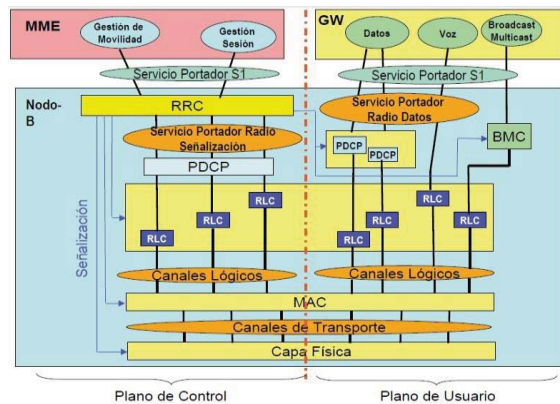 MME
Gestión de
Movilidad
Gestión
Sesión
GW
Datos
Voz
Broadcast
Multicast
Servicio Portador S1
Servicio Portador S1
Nodo-
B
RRC
Servicio Portador Radio
Señalización
PDCP
Servicio Portador
Radio Datos
PDCP
PDCP
BMC
Señalización
RLC
RLC
RLC
RLC
RLC
RLC
RLC
Canales Lógicos
Canales Lógicos
MAC
Canales de Transporte
Capa Física
Plano de Control
Plano de Usuario